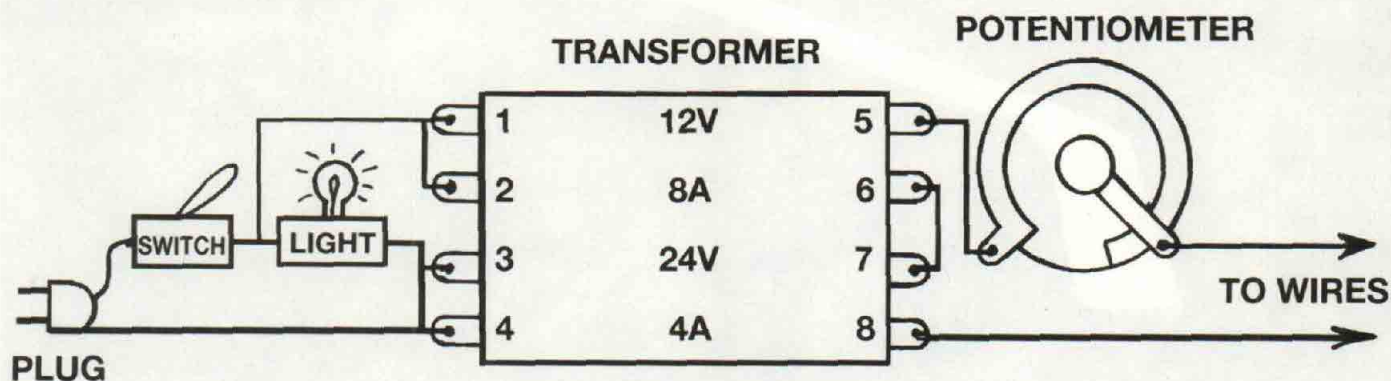 TRANSFORMER
POTENTIOMETER
SWITCH
LIGHT
PLUG
1 12V 5
2 8A 6
3 24V 7
4 4A 8
TO WIRES